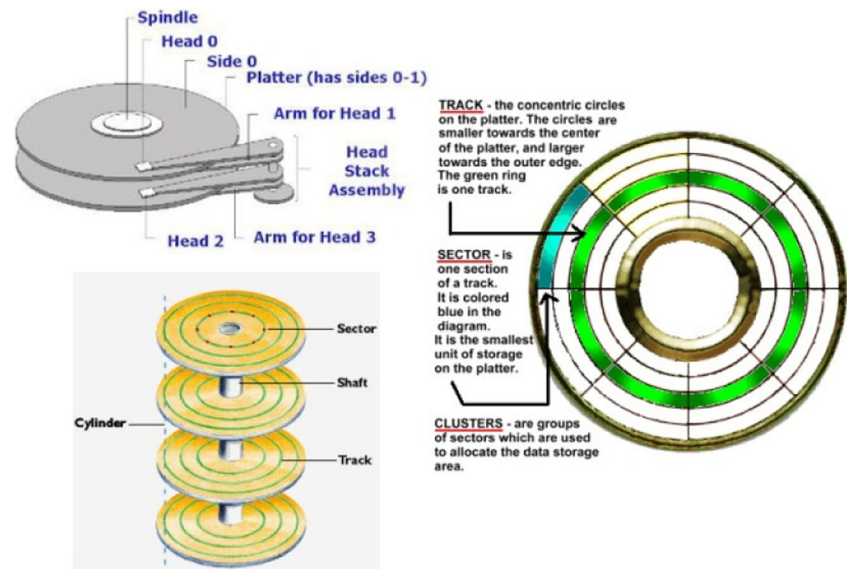 Spindle
Head 0
Side 0
Platter (has sides 0-1)
Arm for Head 1
Head
Stack
Assembly
Head 2
Arm for Head 3
TRACK - the concentric circles
on the platter. The circles are
smaller towards the center
of the platter, and larger
towards the outer edge.
The green ring
is one track.
SECTOR - is
one section
of a track.
It is colored
blue in the
diagram.
It is the smallest
unit of storage
on the platter.
CLUSTERS - are groups
of sectors which are used
to allocate the data storage
area.
Sector
Shaft
Cylinder
Track